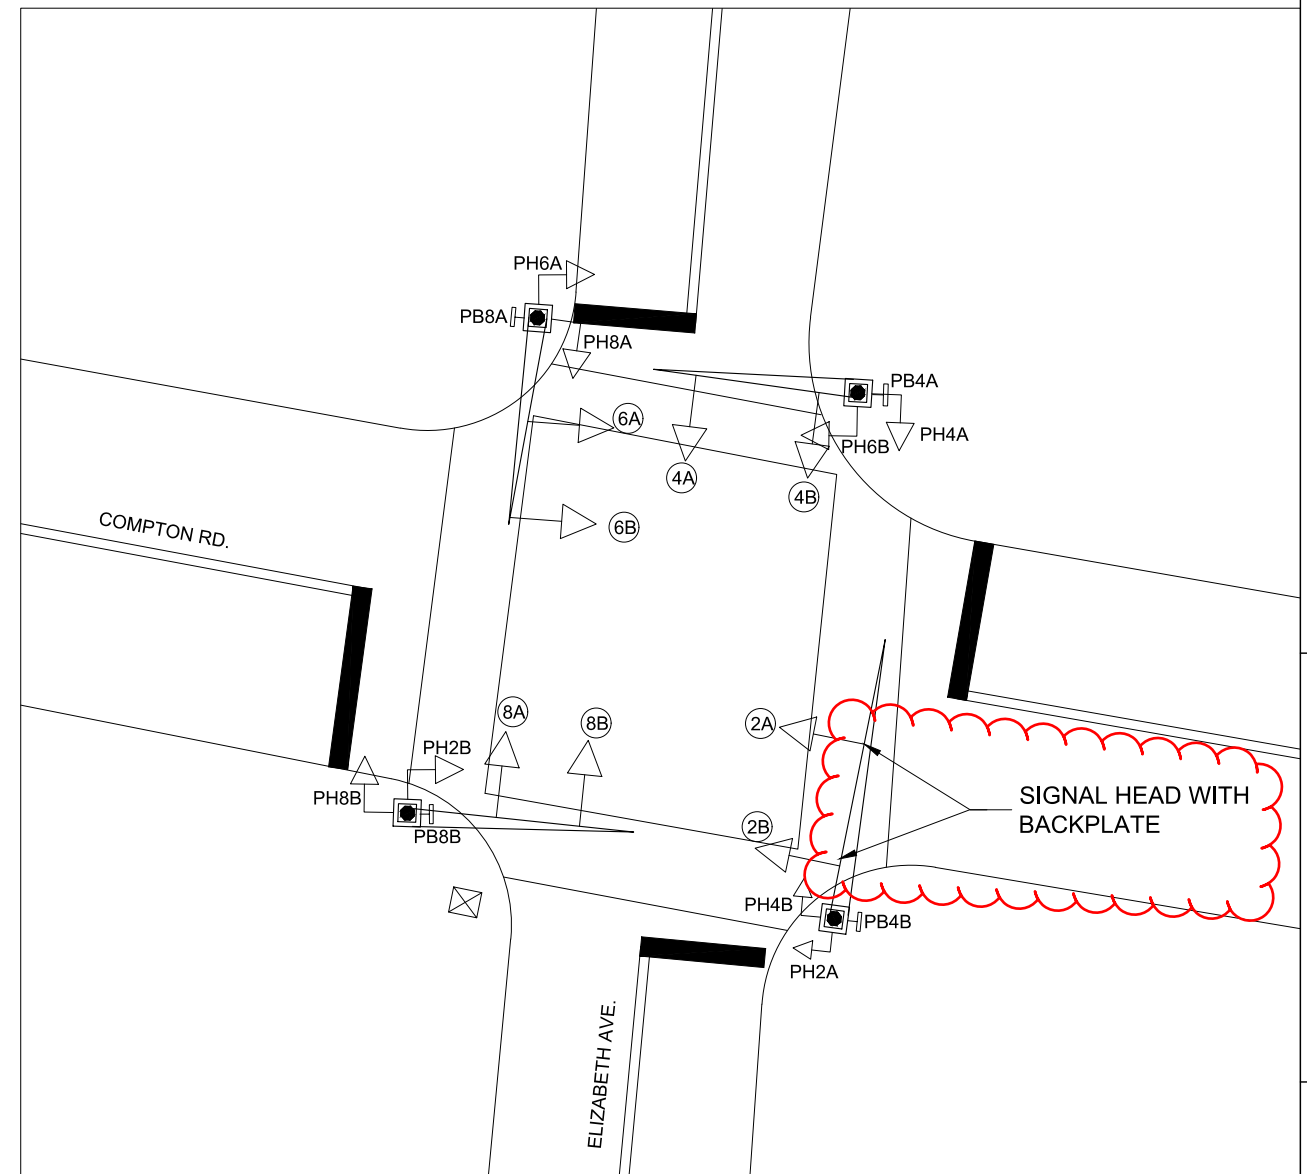 PH6A
PB8A
PH8A
PB4A
PH4A
PH6B
6A
4A
4B
6B
COMPTON RD.
8A
8B
2A
PH2B
PH8B
PB8B
SIGNAL HEAD WITH
BACKPLATE
2B
PH4B
PB4B
PH2A
ELIZABETH AVE.